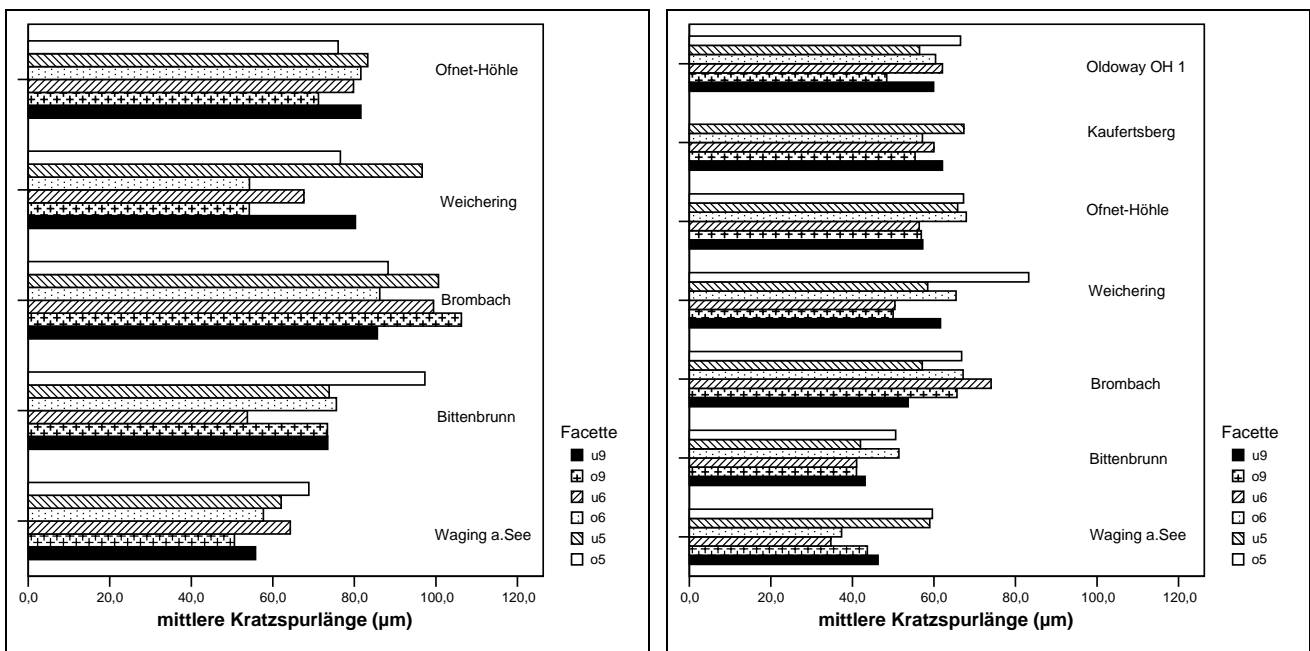 Ofnet-Höhle
Weichering
Brombach
Bittenbrunn
Waging a.See
0,0 20,0 40,0 60,0 80,0 100,0 120,0
mittlere Kratzspurlänge (µm)
Facette
u9
o9
u6
o6
u5
o5
Oldoway OH 1
Kaufertsberg
Ofnet-Höhle
Weichering
Brombach
Bittenbrunn
Waging a.See
0,0 20,0 40,0 60,0 80,0 100,0 120,0
mittlere Kratzspurlänge (µm)
Facette
u9
o9
u6
o6
u5
o5